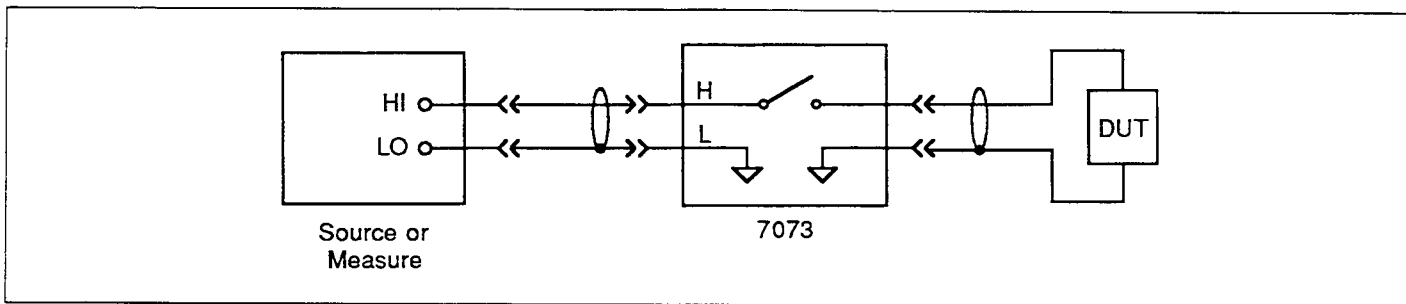 HI
LO
H
L
DUT
Source or
Measure
7073